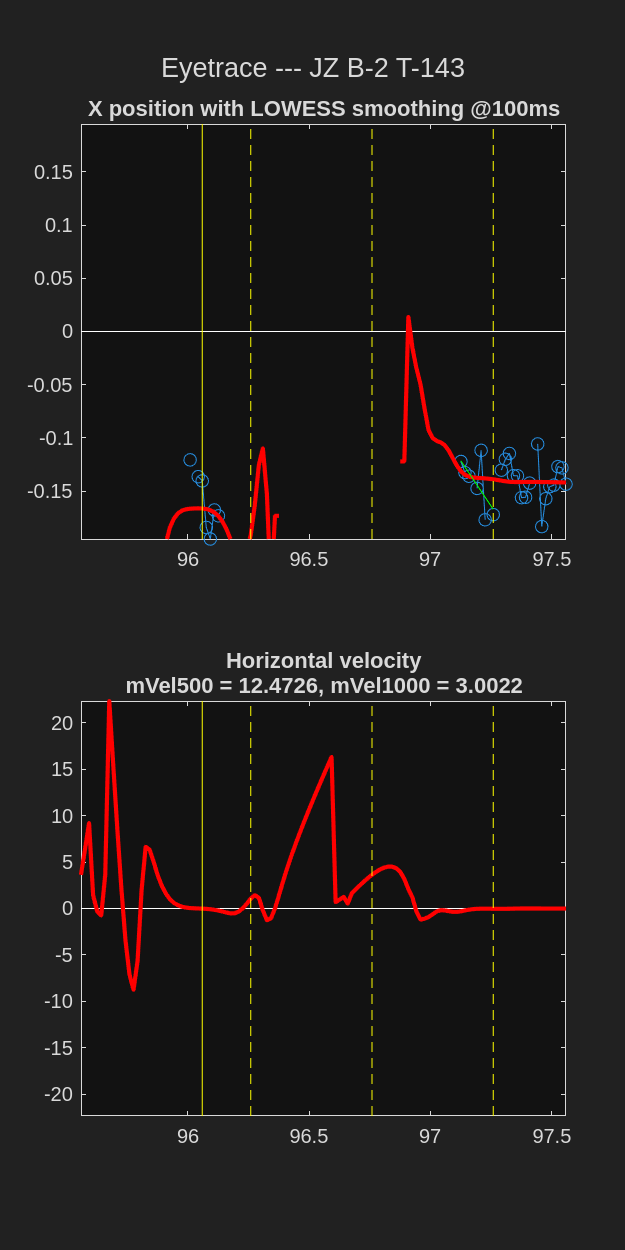 Eyetrace --- JZ B-2 T-143
X position with LOWESS smoothing @100ms
0.15
0.1
0.05
0
-0.05
-0.1
-0.15
96 96.5 97 97.5
Horizontal velocity
mVel500 = 12.4726, mVel1000 = 3.0022
20
15
10
5
0
-5
-10
-15
-20
96 96.5 97 97.5